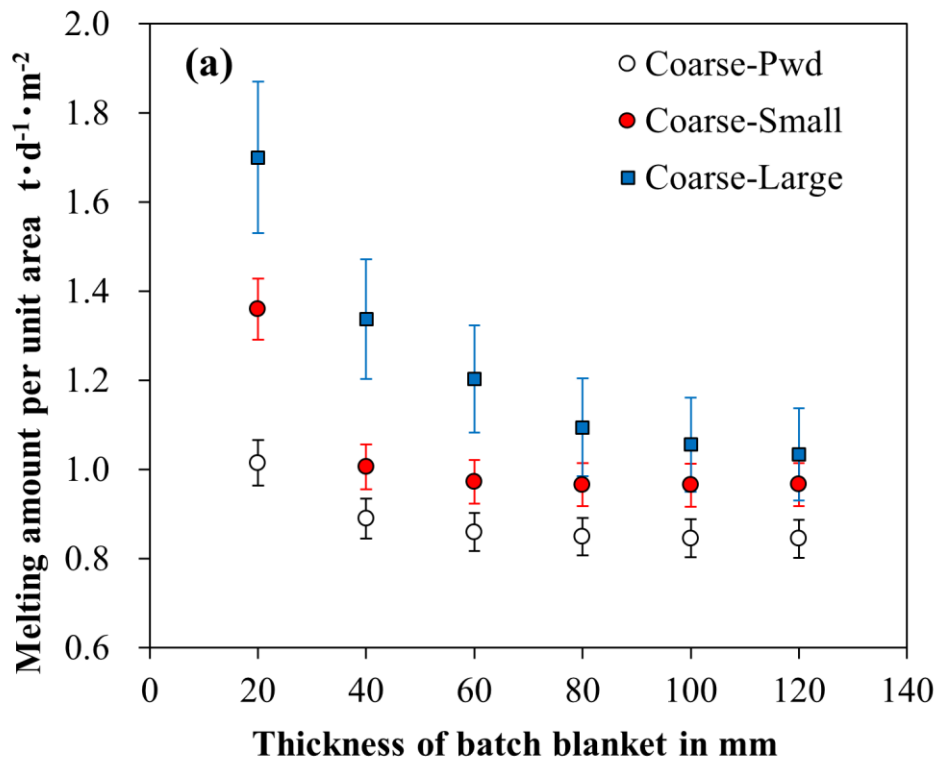 Melting amount per unit area t·d-1·m-2
2.0
1.8
1.6
1.4
1.2
1.0
0.8
0.6
(a)
Coarse-Pwd
Coarse-Small
Coarse-Large
0 20 40 60 80 100 120 140
Thickness of batch blanket in mm